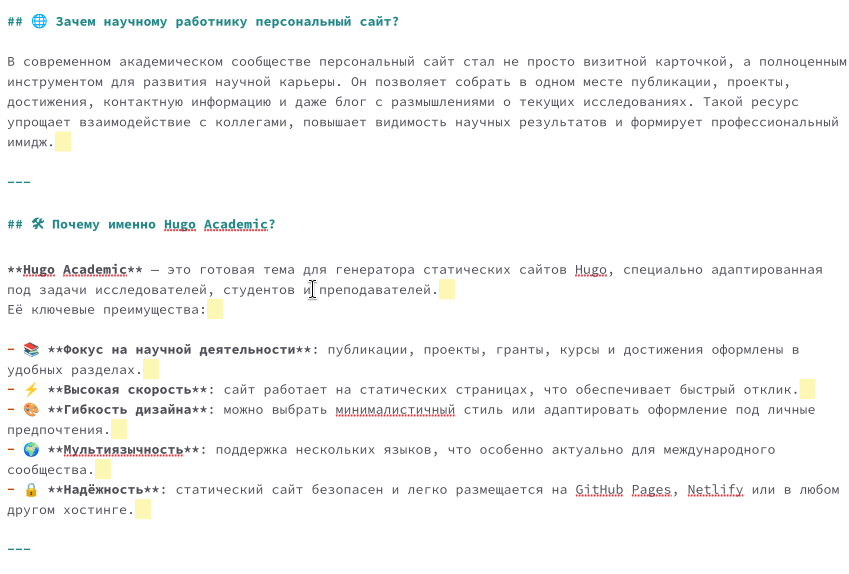 ## 🌐 Зачем научному работнику персональный сайт?
В современном академическом сообществе персональный сайт стал не просто визитной карточкой, а полноценным
инструментом для развития научной карьеры. Он позволяет собрать в одном месте публикации, проекты,
достижения, контактную информацию и даже блог с размышлениями о текущих исследованиях. Такой ресурс
упрощает взаимодействие с коллегами, повышает видимость научных результатов и формирует профессиональный
имидж.
---
## 🛠 Почему именно Hugo Academic?
**Hugo Academic** — это готовая тема для генератора статических сайтов Hugo, специально адаптированная
под задачи исследователей, студентов и преподавателей.
Её ключевые преимущества:
- 📚 **Фокус на научной деятельности**: публикации, проекты, гранты, курсы и достижения оформлены в
удобных разделах.
- ⚡ **Высокая скорость**: сайт работает на статических страницах, что обеспечивает быстрый отклик.
- 🎨 **Гибкость дизайна**: можно выбрать минималистичный стиль или адаптировать оформление под личные
предпочтения.
- 🌍 **Мультиязычность**: поддержка нескольких языков, что особенно актуально для международного
сообщества.
- 🔒 **Надёжность**: статический сайт безопасен и легко размещается на GitHub Pages, Netlify или в любом
другом хостинге.
---